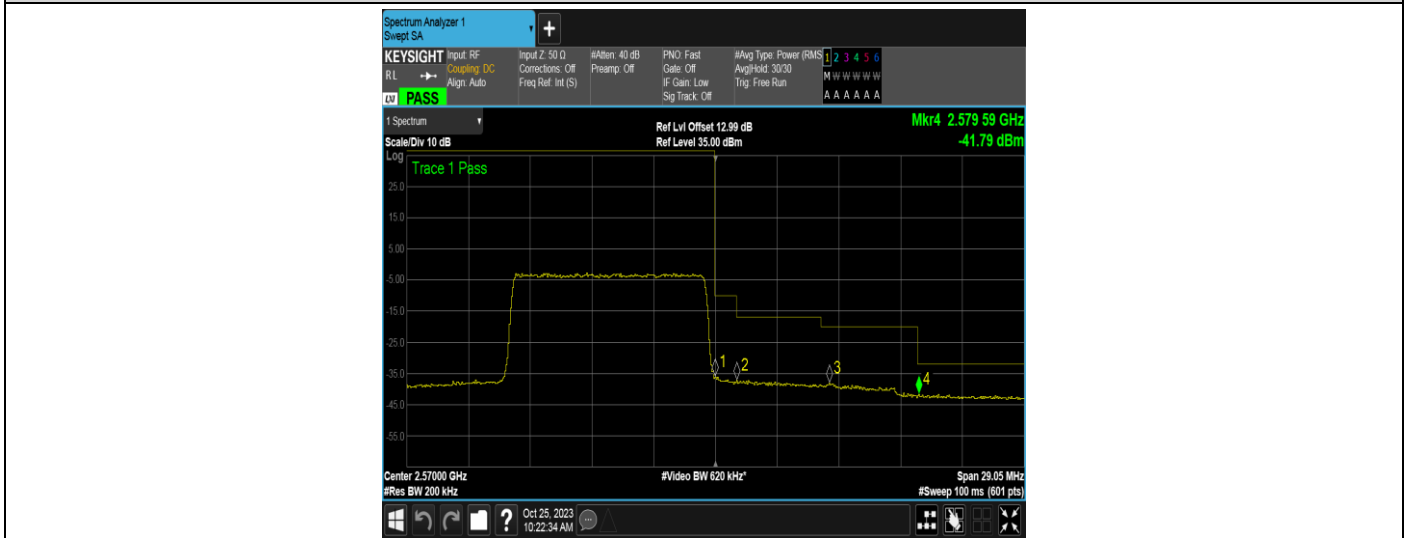 Spectrum Analyzer 1
Swept SA
+
KEYSIGHT
RL
LXI
PASS
Input: RF
Coupling: DC
Align: Auto
Input Z: 50 Ω
Corrections: Off
Freq Ref: Int (S)
#Atten: 40 dB
Preamp: Off
PNO: Fast
Gate: Off
IF Gain: Low
Sig Track: Off
#Avg Type: Power (RMS
Avg|Hold: 30/30
Trig: Free Run
1 2 3 4 5 6
M W W W W W
A A A A A A
1 Spectrum
Scale/Div 10 dB
Ref Lvl Offset 12.99 dB
Ref Level 35.00 dBm
Mkr4 2.579 59 GHz
-41.79 dBm
Log
Trace 1 Pass
25.0
15.0
5.00
-5.00
-15.0
-25.0
-35.0
-45.0
-55.0
1
2
3
4
Center 2.57000 GHz
#Res BW 200 kHz
#Video BW 620 kHz*
Span 29.05 MHz
#Sweep 100 ms (601 pts)
?
Oct 25, 2023
10:22:34 AM